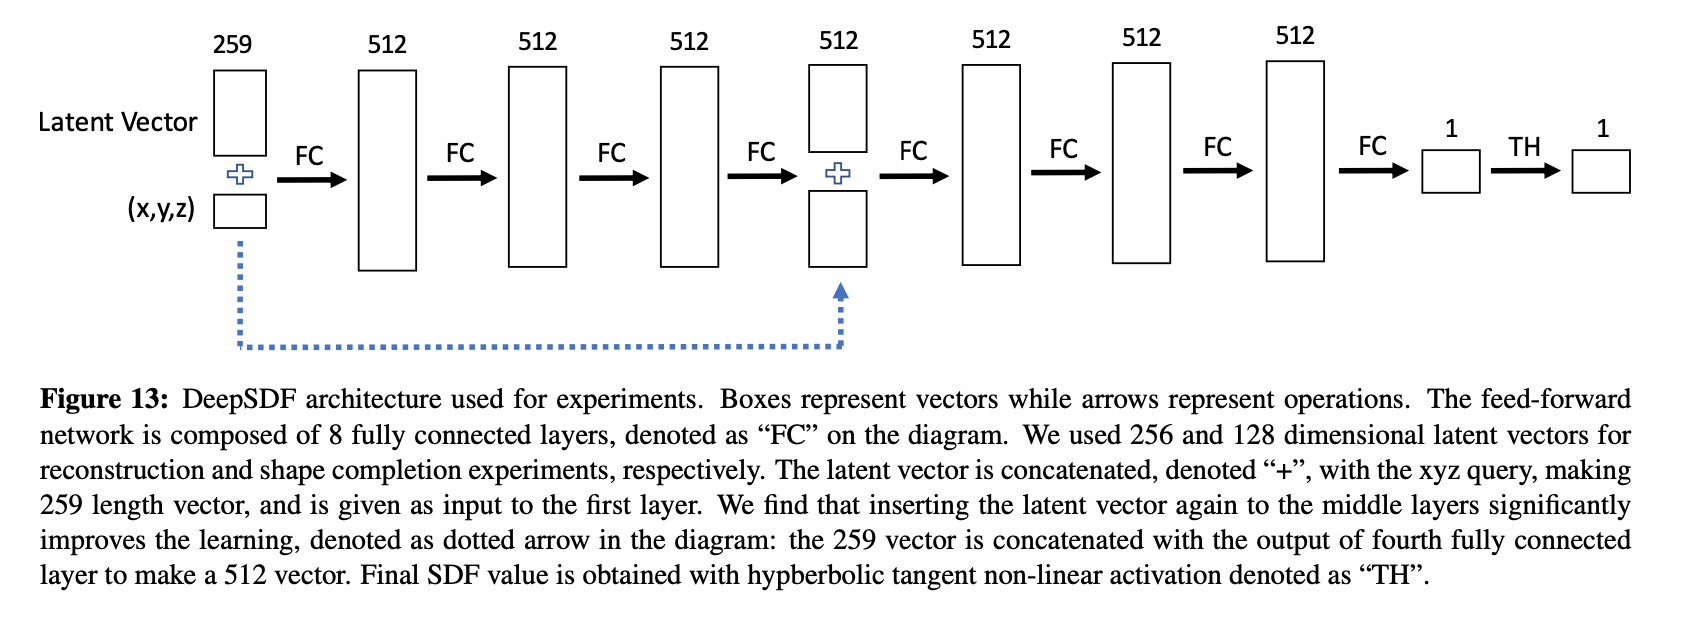 259 512 512 512 512 512 512 512
Latent Vector
(x,y,z)
FC FC FC FC FC FC FC FC 1 TH 1
Figure 13: DeepSDF architecture used for experiments. Boxes represent vectors while arrows represent operations. The feed-forward
network is composed of 8 fully connected layers, denoted as “FC” on the diagram. We used 256 and 128 dimensional latent vectors for
reconstruction and shape completion experiments, respectively. The latent vector is concatenated, denoted “+”, with the xyz query, making
259 length vector, and is given as input to the first layer. We find that inserting the latent vector again to the middle layers significantly
improves the learning, denoted as dotted arrow in the diagram: the 259 vector is concatenated with the output of fourth fully connected
layer to make a 512 vector. Final SDF value is obtained with hypberbolic tangent non-linear activation denoted as “TH”.